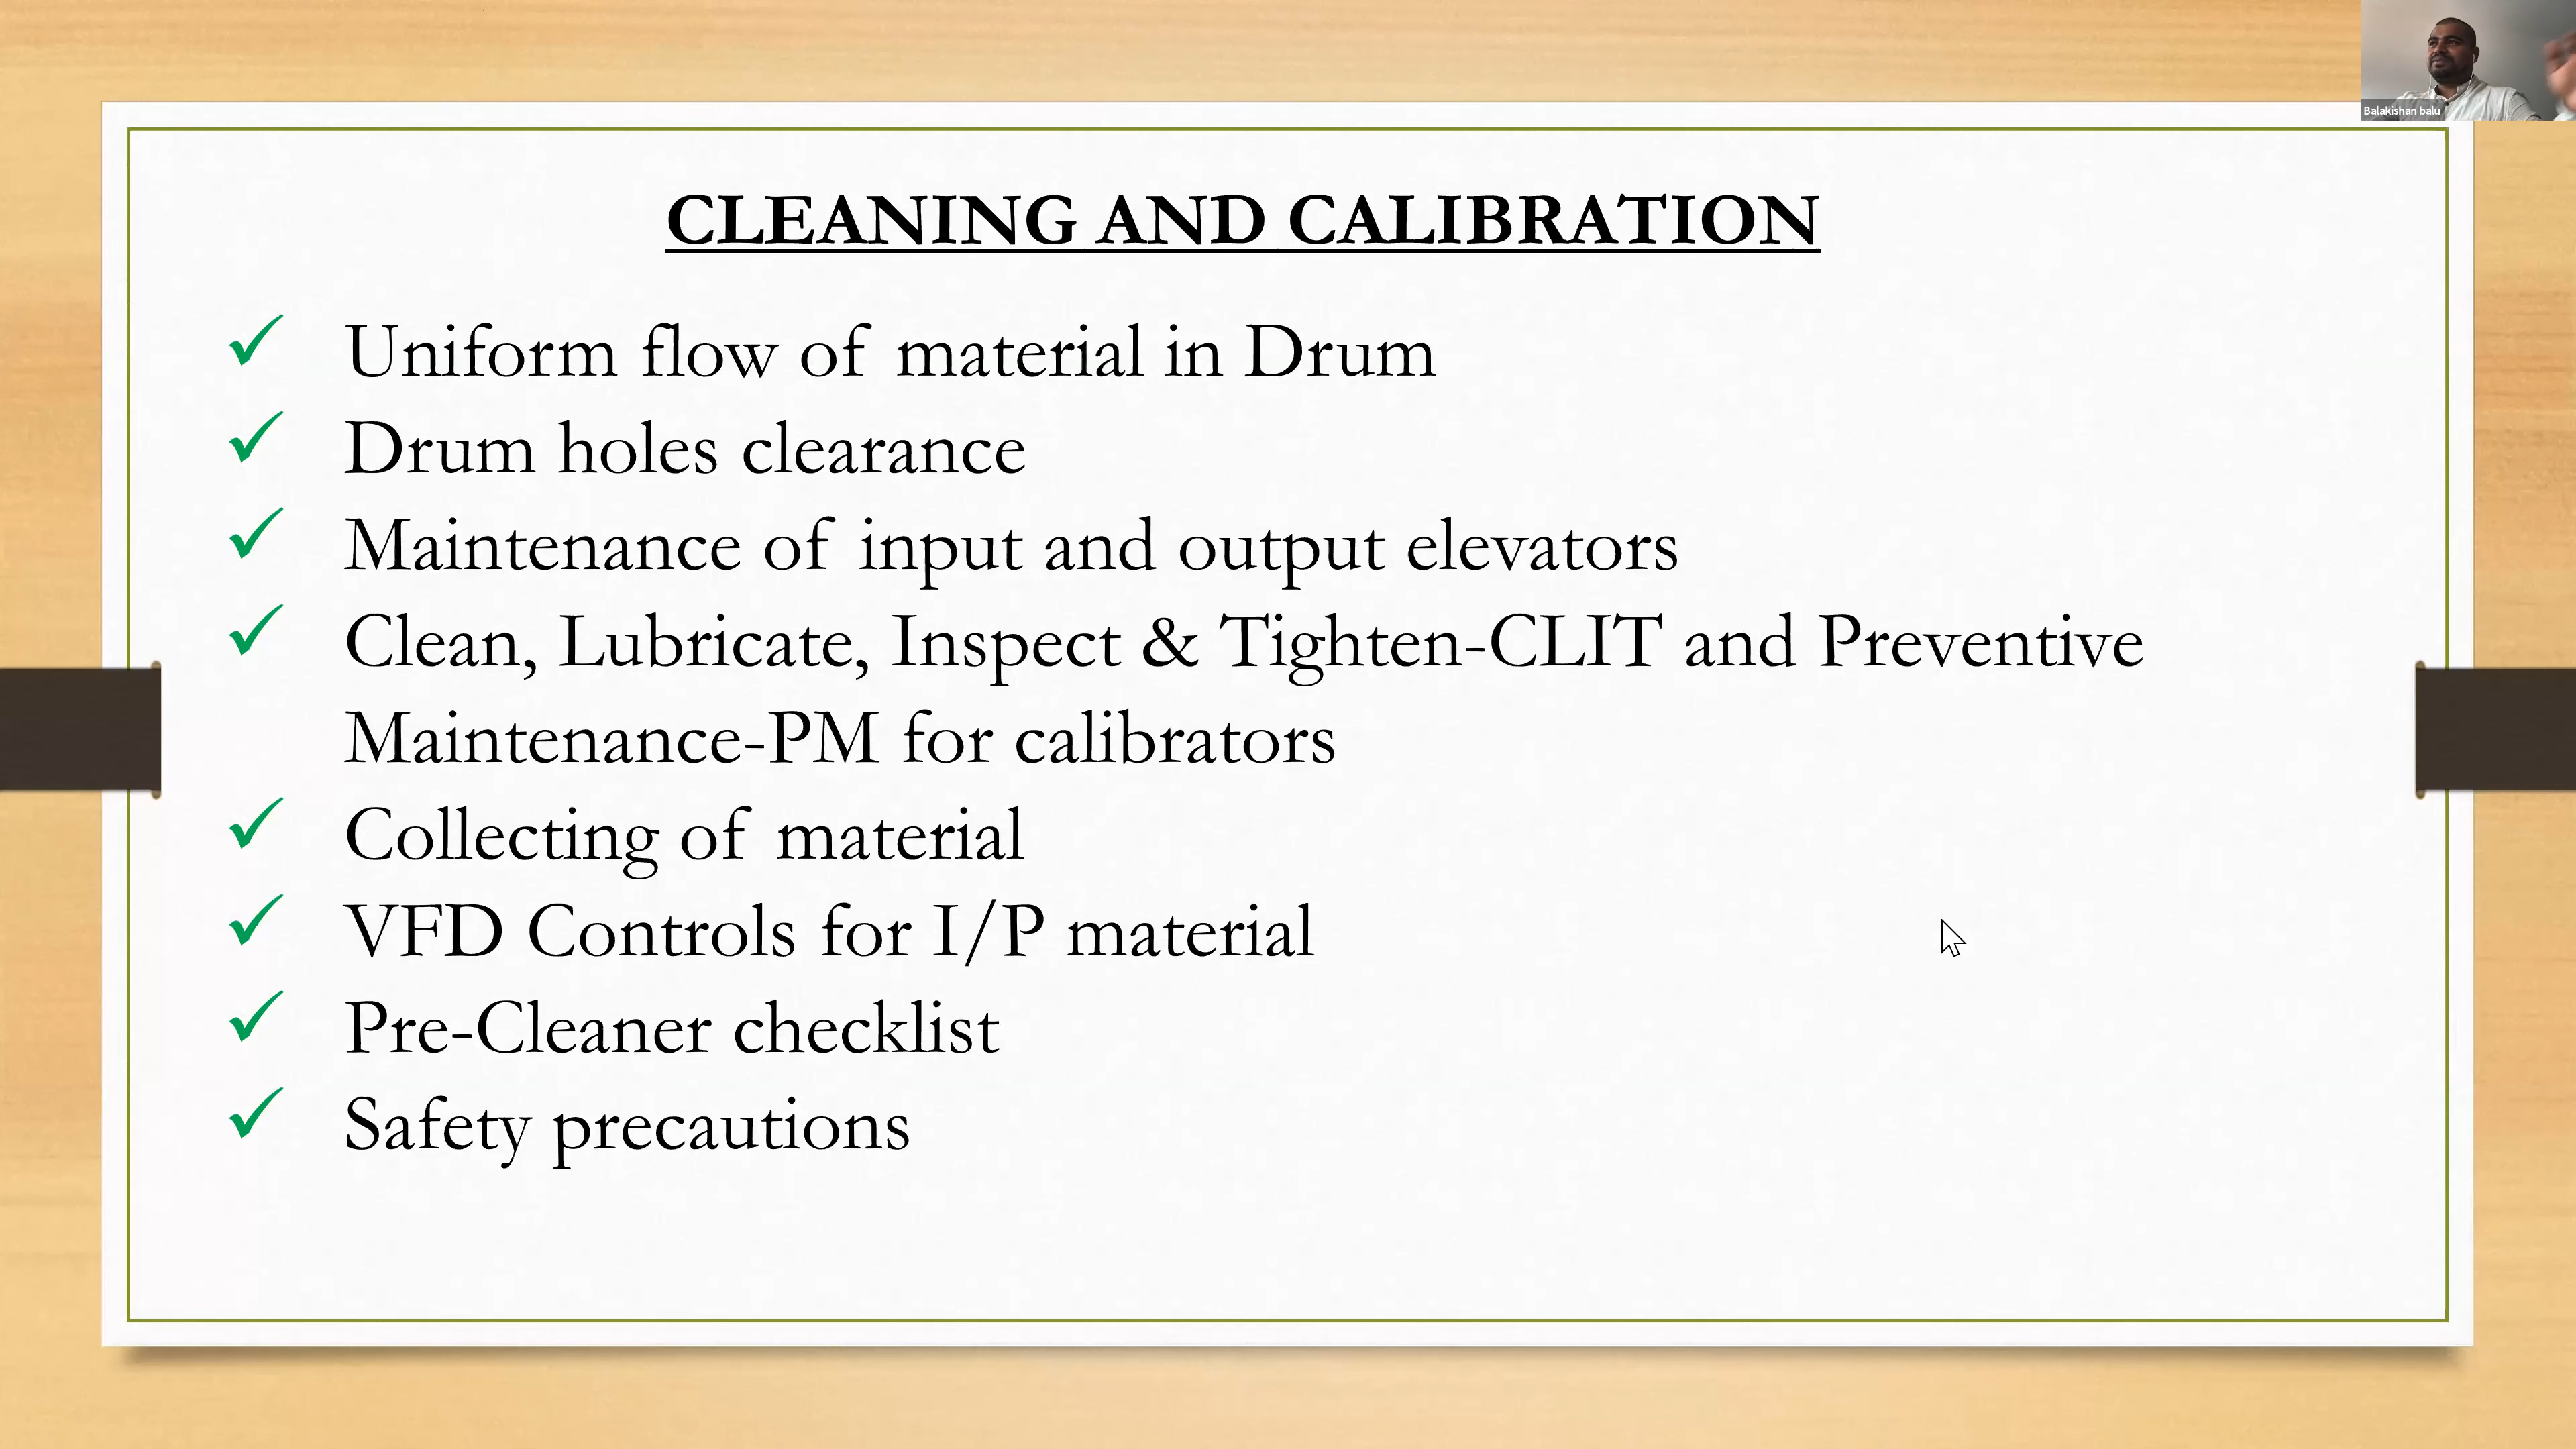 Balakishan balu
CLEANING AND CALIBRATION
Uniform flow of material in Drum
Drum holes clearance
Maintenance of input and output elevators
Clean, Lubricate, Inspect & Tighten-CLIT and Preventive
Maintenance-PM for calibrators
Collecting of material
VFD Controls for I/P material
Pre-Cleaner checklist
Safety precautions